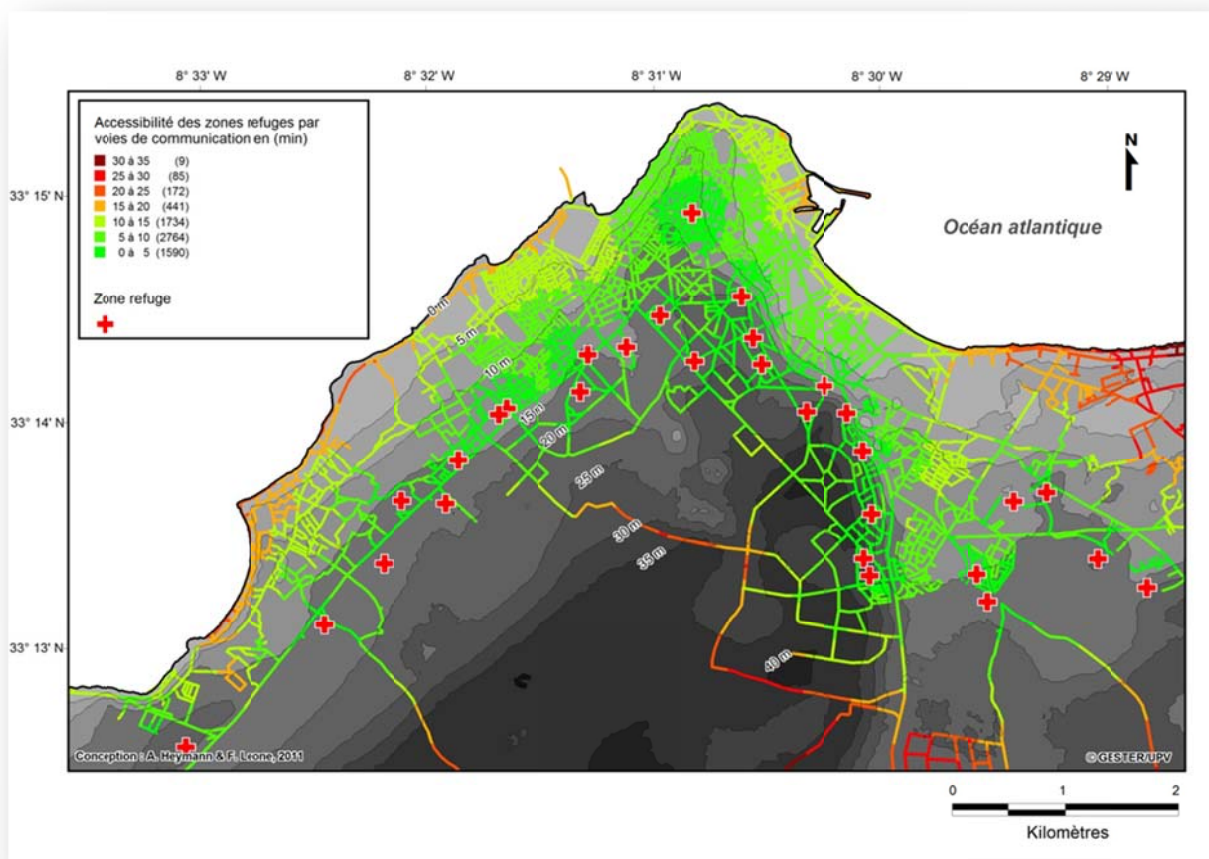 8° 33' W
8° 32' W
8° 31' W
8° 30' W
8° 29' W
Accessibilité des zones refuges par
voies de communication en (min)
30 à 35 (9)
25 à 30 (85)
20 à 25 (172)
15 à 20 (441)
10 à 15 (1734)
5 à 10 (2764)
0 à 5 (1590)
Zone refuge
N
33° 15' N
Océan atlantique
0 m
5 m
10 m
33° 14' N
15 m
20 m
25 m
30 m
35 m
33° 13' N
40 m
Conception : A. Heymann & F. Leone, 2011
© GESTER/UPV
0 1 2
Kilomètres